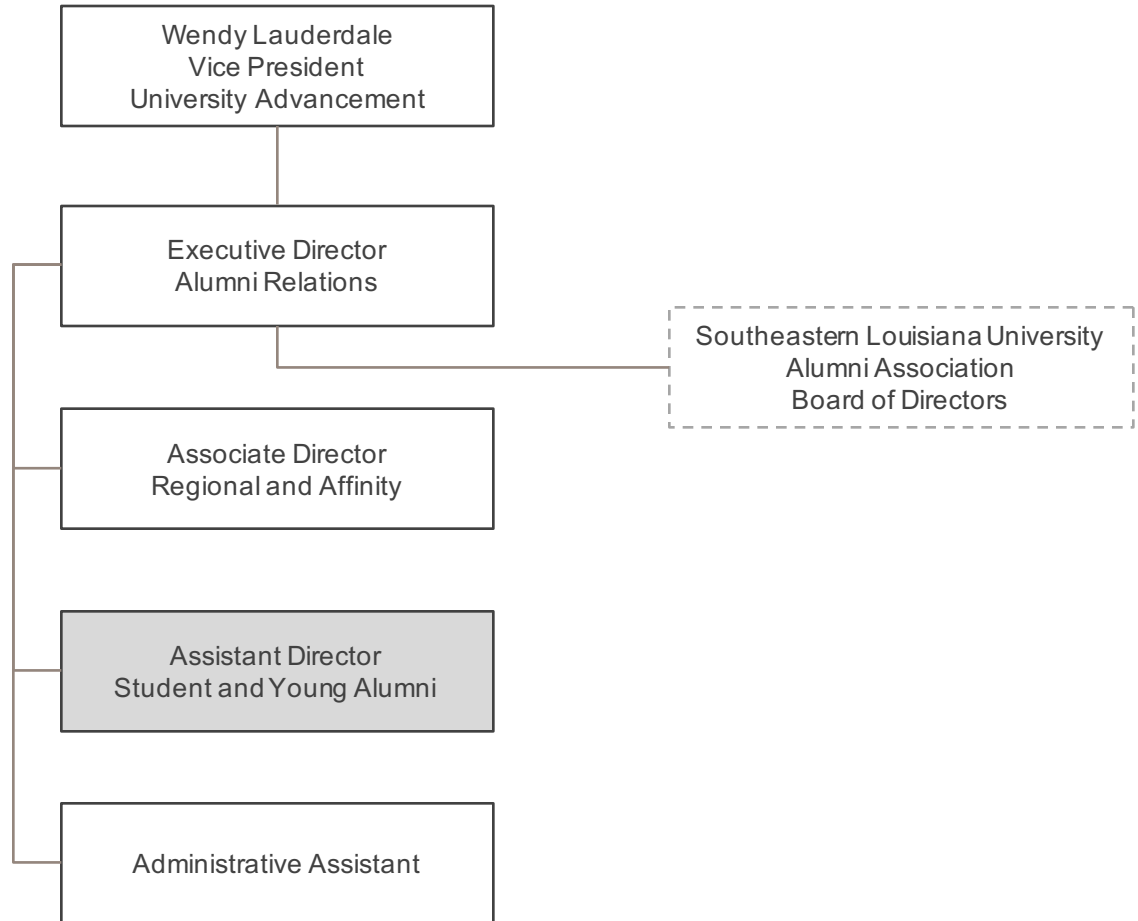 Wendy Lauderdale
Vice President
University Advancement
Executive Director
Alumni Relations
Southeastern Louisiana University
Alumni Association
Board of Directors
Associate Director
Regional and Affinity
Assistant Director
Student and Young Alumni
Administrative Assistant